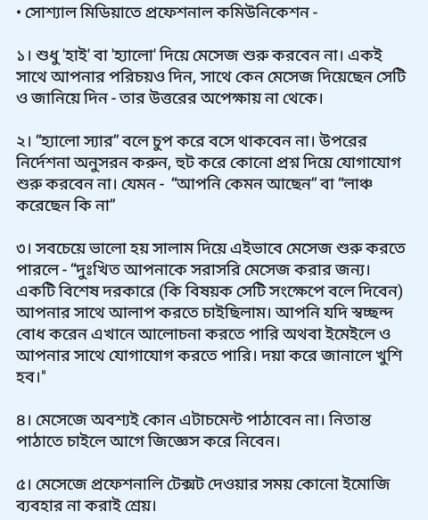 • সোশ্যাল মিডিয়াতে প্রফেশনাল কমিউনিকেশন -
১। শুধু 'হাই' বা 'হ্যালো' দিয়ে মেসেজ শুরু করবেন না। একই
সাথে আপনার পরিচয়ও দিন, সাথে কেন মেসেজ দিয়েছেন সেটি
ও জানিয়ে দিন - তার উত্তরের অপেক্ষায় না থেকে।
২। "হ্যালো স্যার" বলে চুপ করে বসে থাকবেন না। উপরের
নির্দেশনা অনুসরন করুন, হুট করে কোনো প্রশ্ন দিয়ে যোগাযোগ
শুরু করবেন না। যেমন - "আপনি কেমন আছেন" বা "লাঞ্চ
করেছেন কি না"
৩। সবচেয়ে ভালো হয় সালাম দিয়ে এইভাবে মেসেজ শুরু করতে
পারলে - "দুঃখিত আপনাকে সরাসরি মেসেজ করার জন্য।
একটি বিশেষ দরকারে (কি বিষয়ক সেটি সংক্ষেপে বলে দিবেন)
আপনার সাথে আলাপ করতে চাইছিলাম। আপনি যদি স্বচ্ছন্দ
বোধ করেন এখানে আলোচনা করতে পারি অথবা ইমেইলে ও
আপনার সাথে যোগাযোগ করতে পারি। দয়া করে জানালে খুশি
হব।"
৪। মেসেজে অবশ্যই কোন এটাচমেন্ট পাঠাবেন না। নিতান্ত
পাঠাতে চাইলে আগে জিজ্ঞেস করে নিবেন।
৫। মেসেজে প্রফেশনালি টেক্সট দেওয়ার সময় কোনো ইমোজি
ব্যবহার না করাই শ্রেয়।